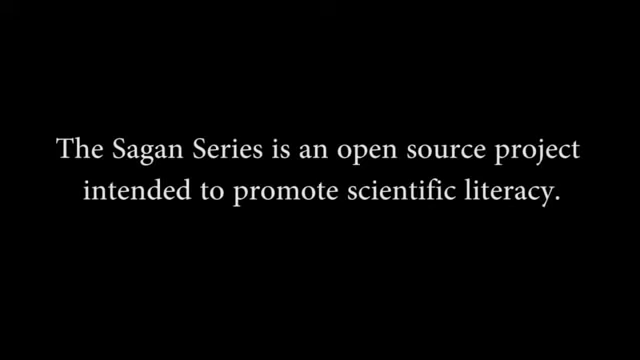 The Sagan Series is an open source project
intended to promote scientific literacy.